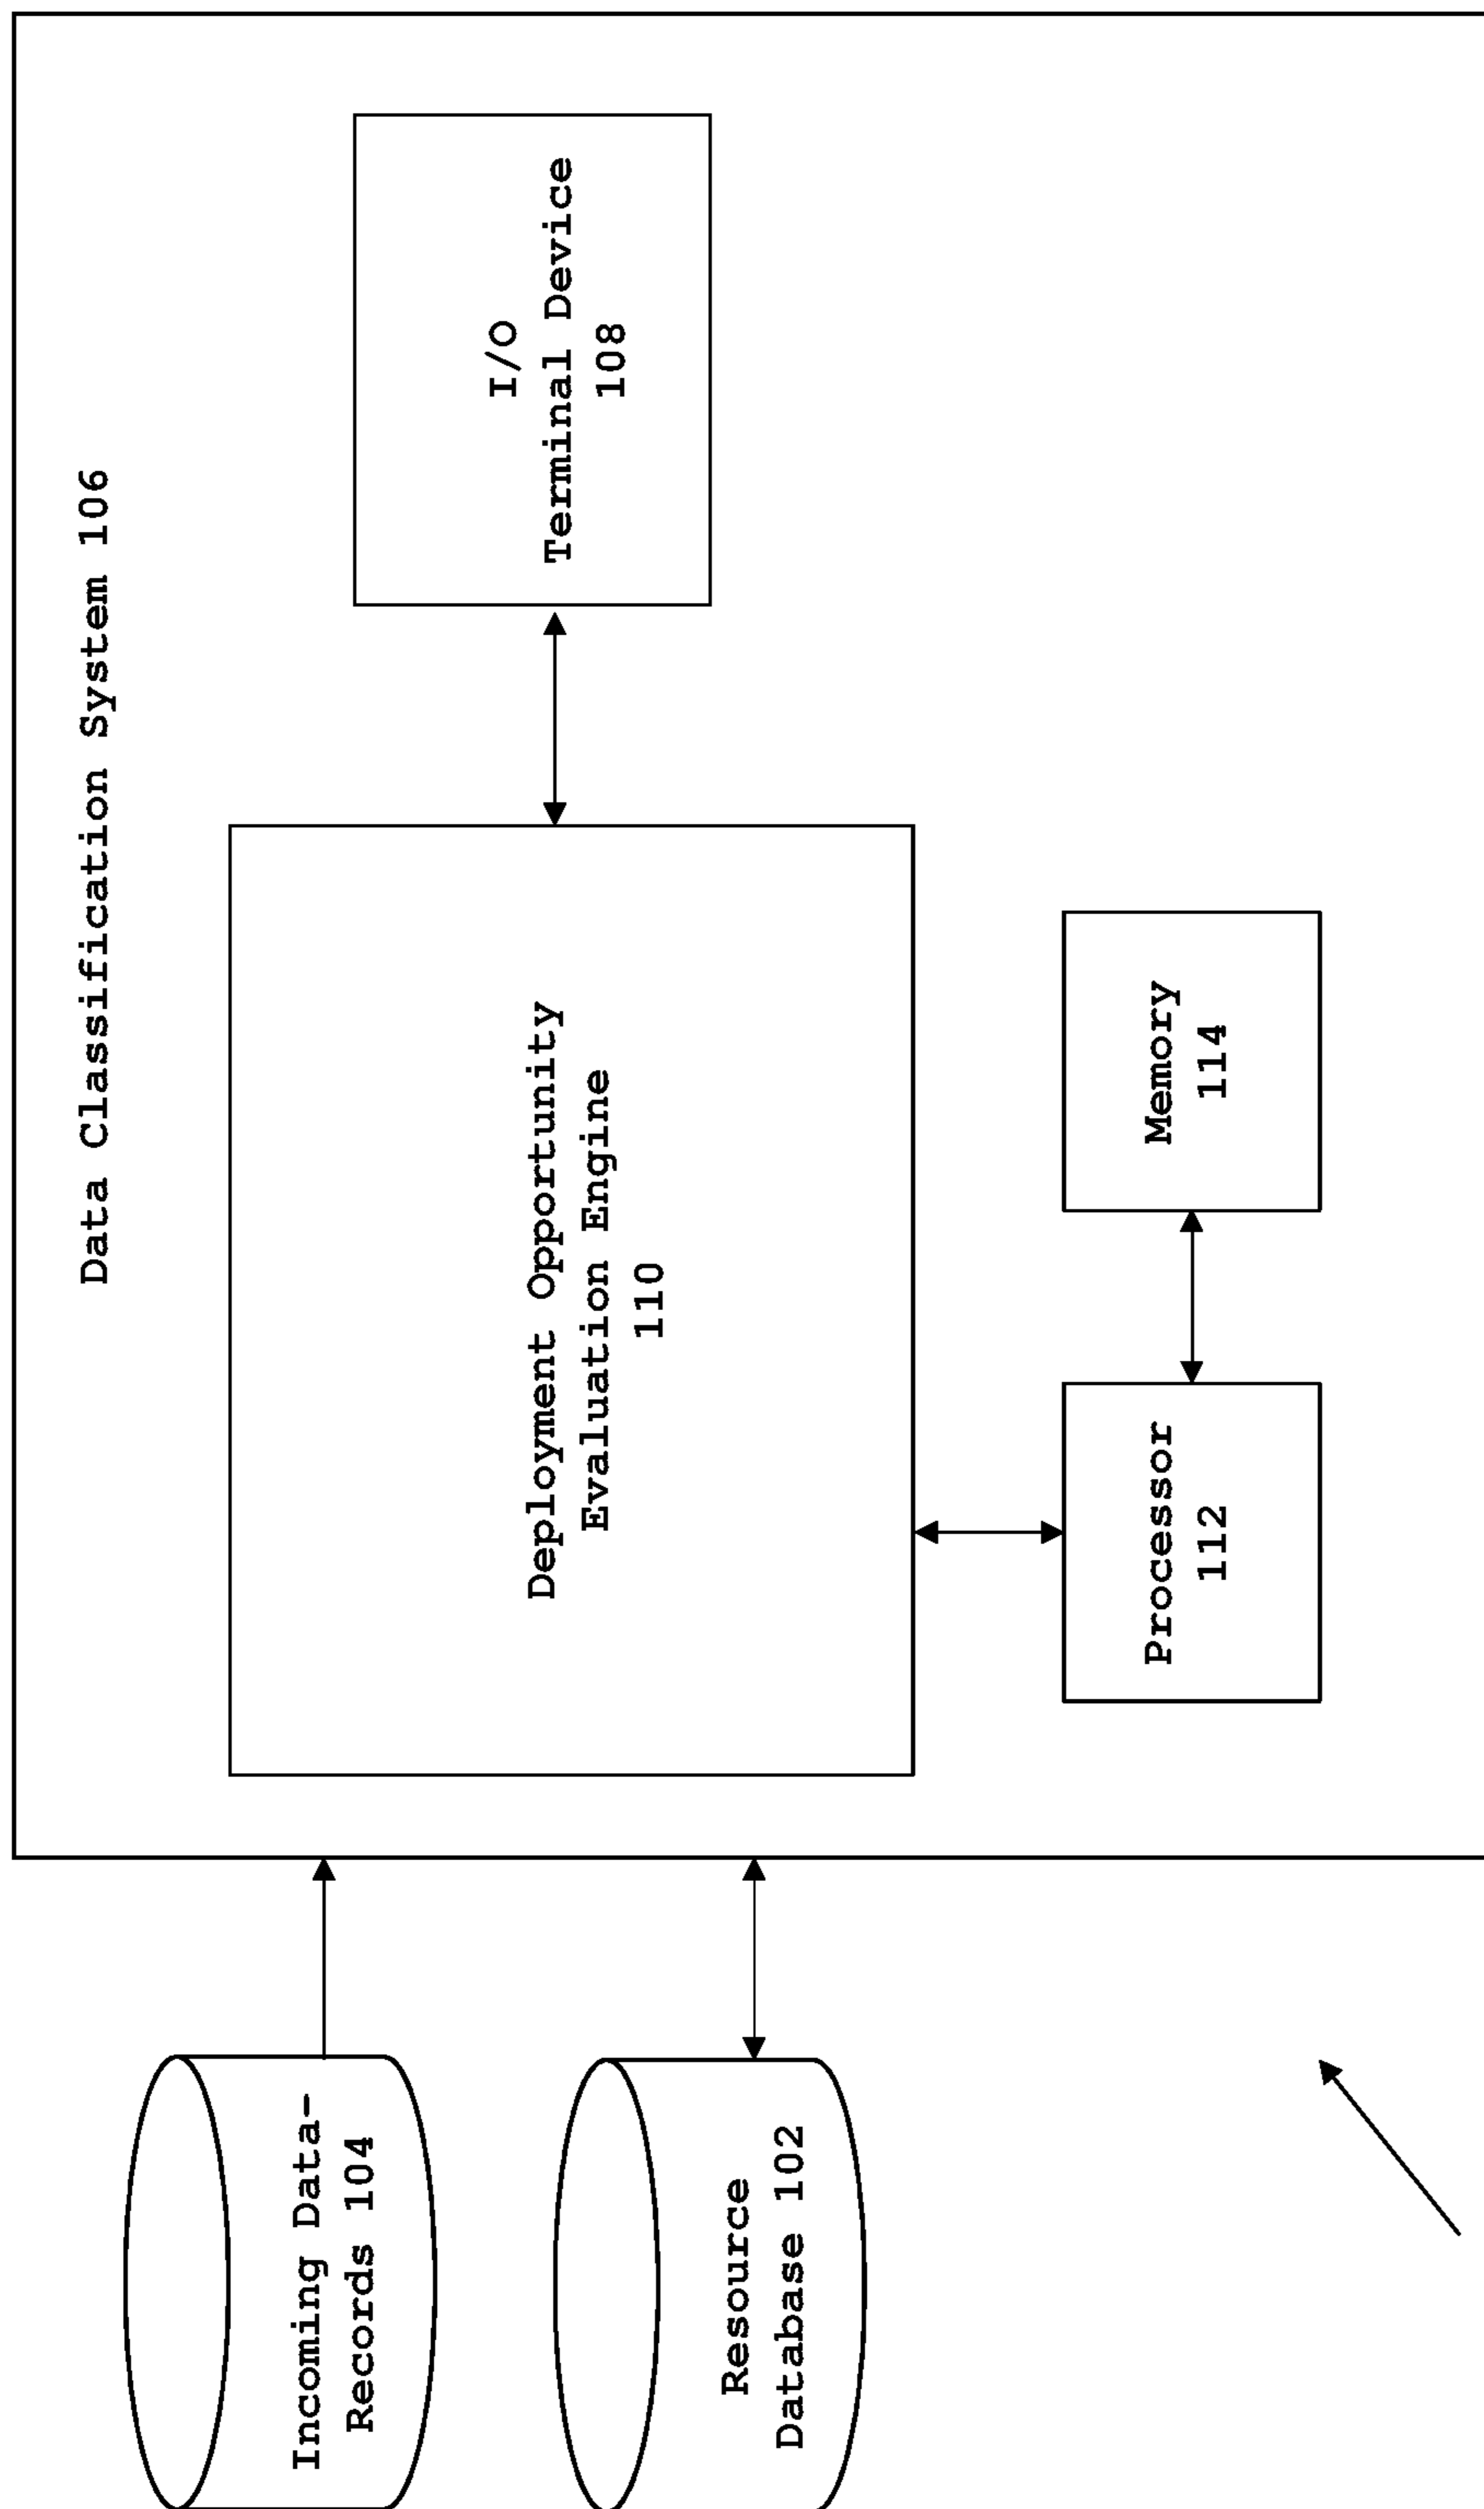 Data Classification System 106
Incoming Data-
Records 104
Resource
Database 102
Deployment Opportunity
Evaluation Engine
110
I/O
Terminal Device
108
Processor
112
Memory
114